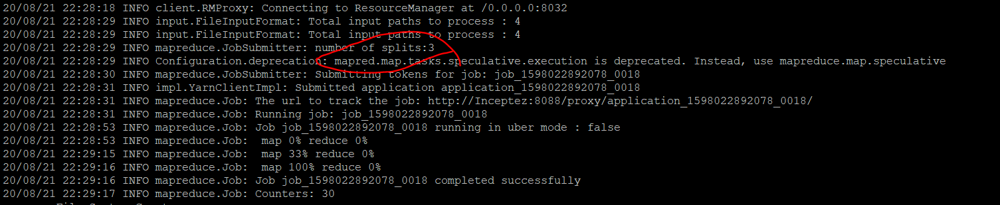 20/08/21 22:28:18 INFO client.RMProxy: Connecting to ResourceManager at /0.0.0.0:8032
20/08/21 22:28:29 INFO input.FileInputFormat: Total input paths to process : 4
20/08/21 22:28:29 INFO input.FileInputFormat: Total input paths to process : 4
20/08/21 22:28:29 INFO mapreduce.JobSubmitter: number of splits:3
20/08/21 22:28:29 INFO Configuration.deprecation: mapred.map.tasks.speculative.execution is deprecated. Instead, use mapreduce.map.speculative
20/08/21 22:28:30 INFO mapreduce.JobSubmitter: Submitting tokens for job: job_1598022892078_0018
20/08/21 22:28:31 INFO impl.YarnClientImpl: Submitted application application_1598022892078_0018
20/08/21 22:28:31 INFO mapreduce.Job: The url to track the job: http://Inceptez:8088/proxy/application_1598022892078_0018/
20/08/21 22:28:31 INFO mapreduce.Job: Running job: job_1598022892078_0018
20/08/21 22:28:53 INFO mapreduce.Job: Job job_1598022892078_0018 running in uber mode : false
20/08/21 22:28:53 INFO mapreduce.Job:  map 0% reduce 0%
20/08/21 22:29:15 INFO mapreduce.Job:  map 33% reduce 0%
20/08/21 22:29:16 INFO mapreduce.Job:  map 100% reduce 0%
20/08/21 22:29:16 INFO mapreduce.Job: Job job_1598022892078_0018 completed successfully
20/08/21 22:29:17 INFO mapreduce.Job: Counters: 30